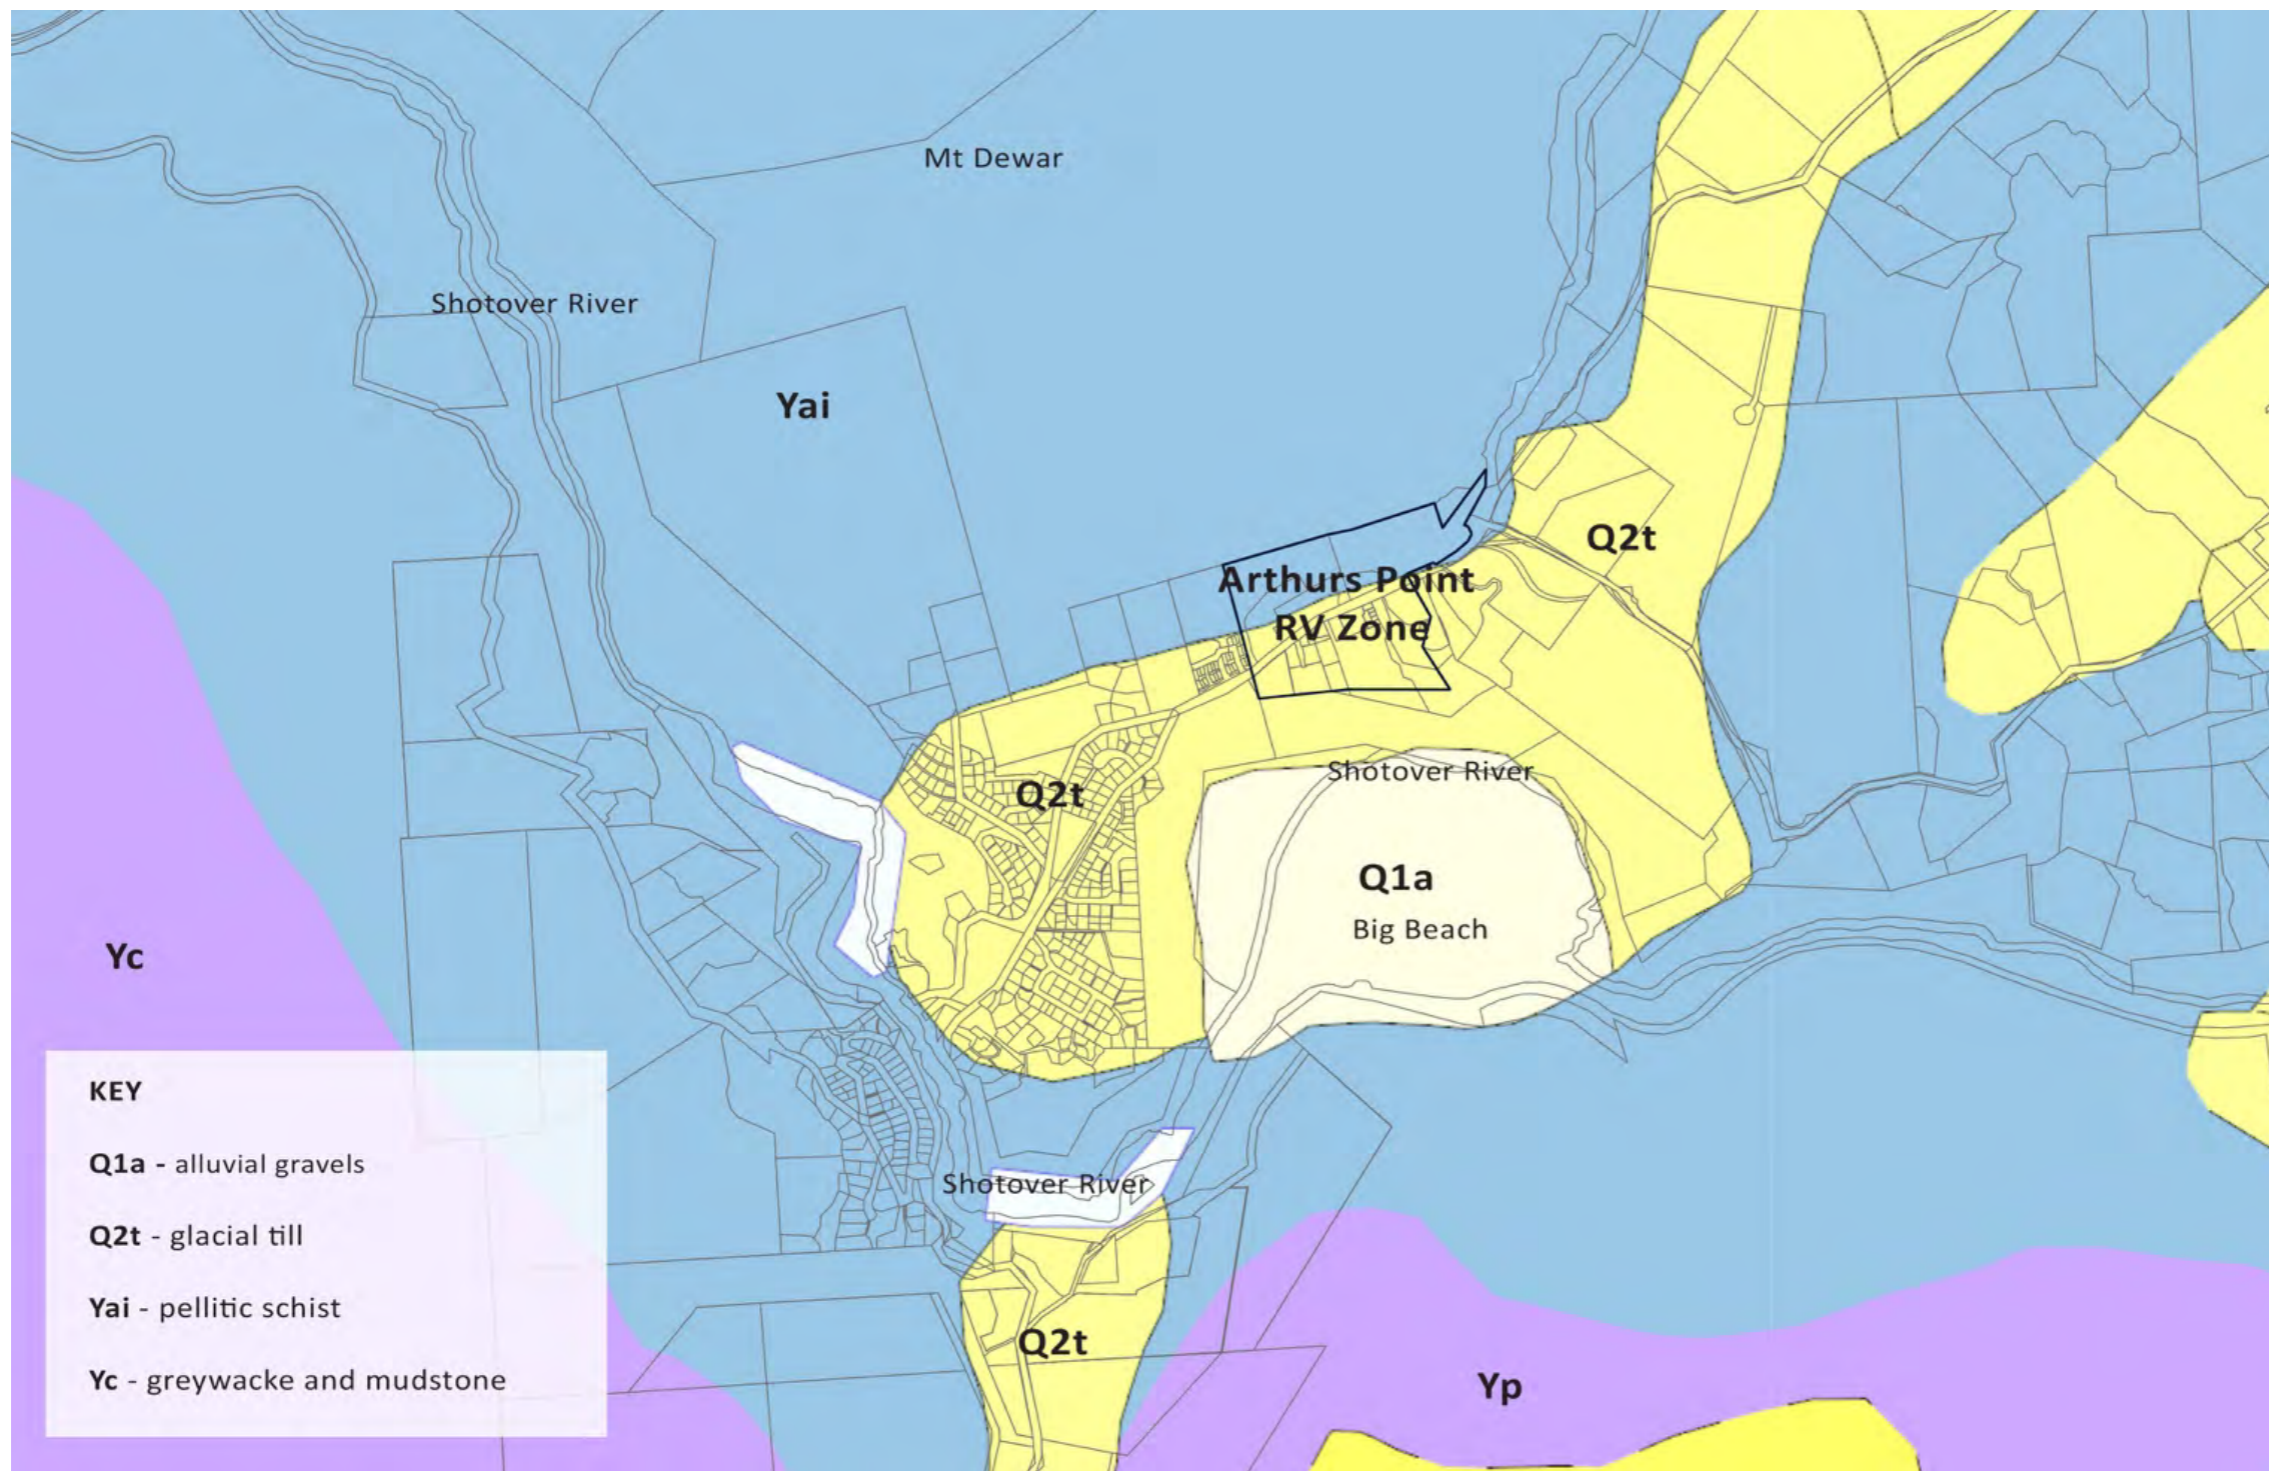 Mt Dewar
Shotover River
Yai
Q2t
Arthurs Point
RV Zone
Shotover River
Q2t
Q1a
Big Beach
Yc
KEY
Q1a - alluvial gravels
Q2t - glacial till
Yai - pellitic schist
Yc - greywacke and mudstone
Shotover River
Q2t
Yp